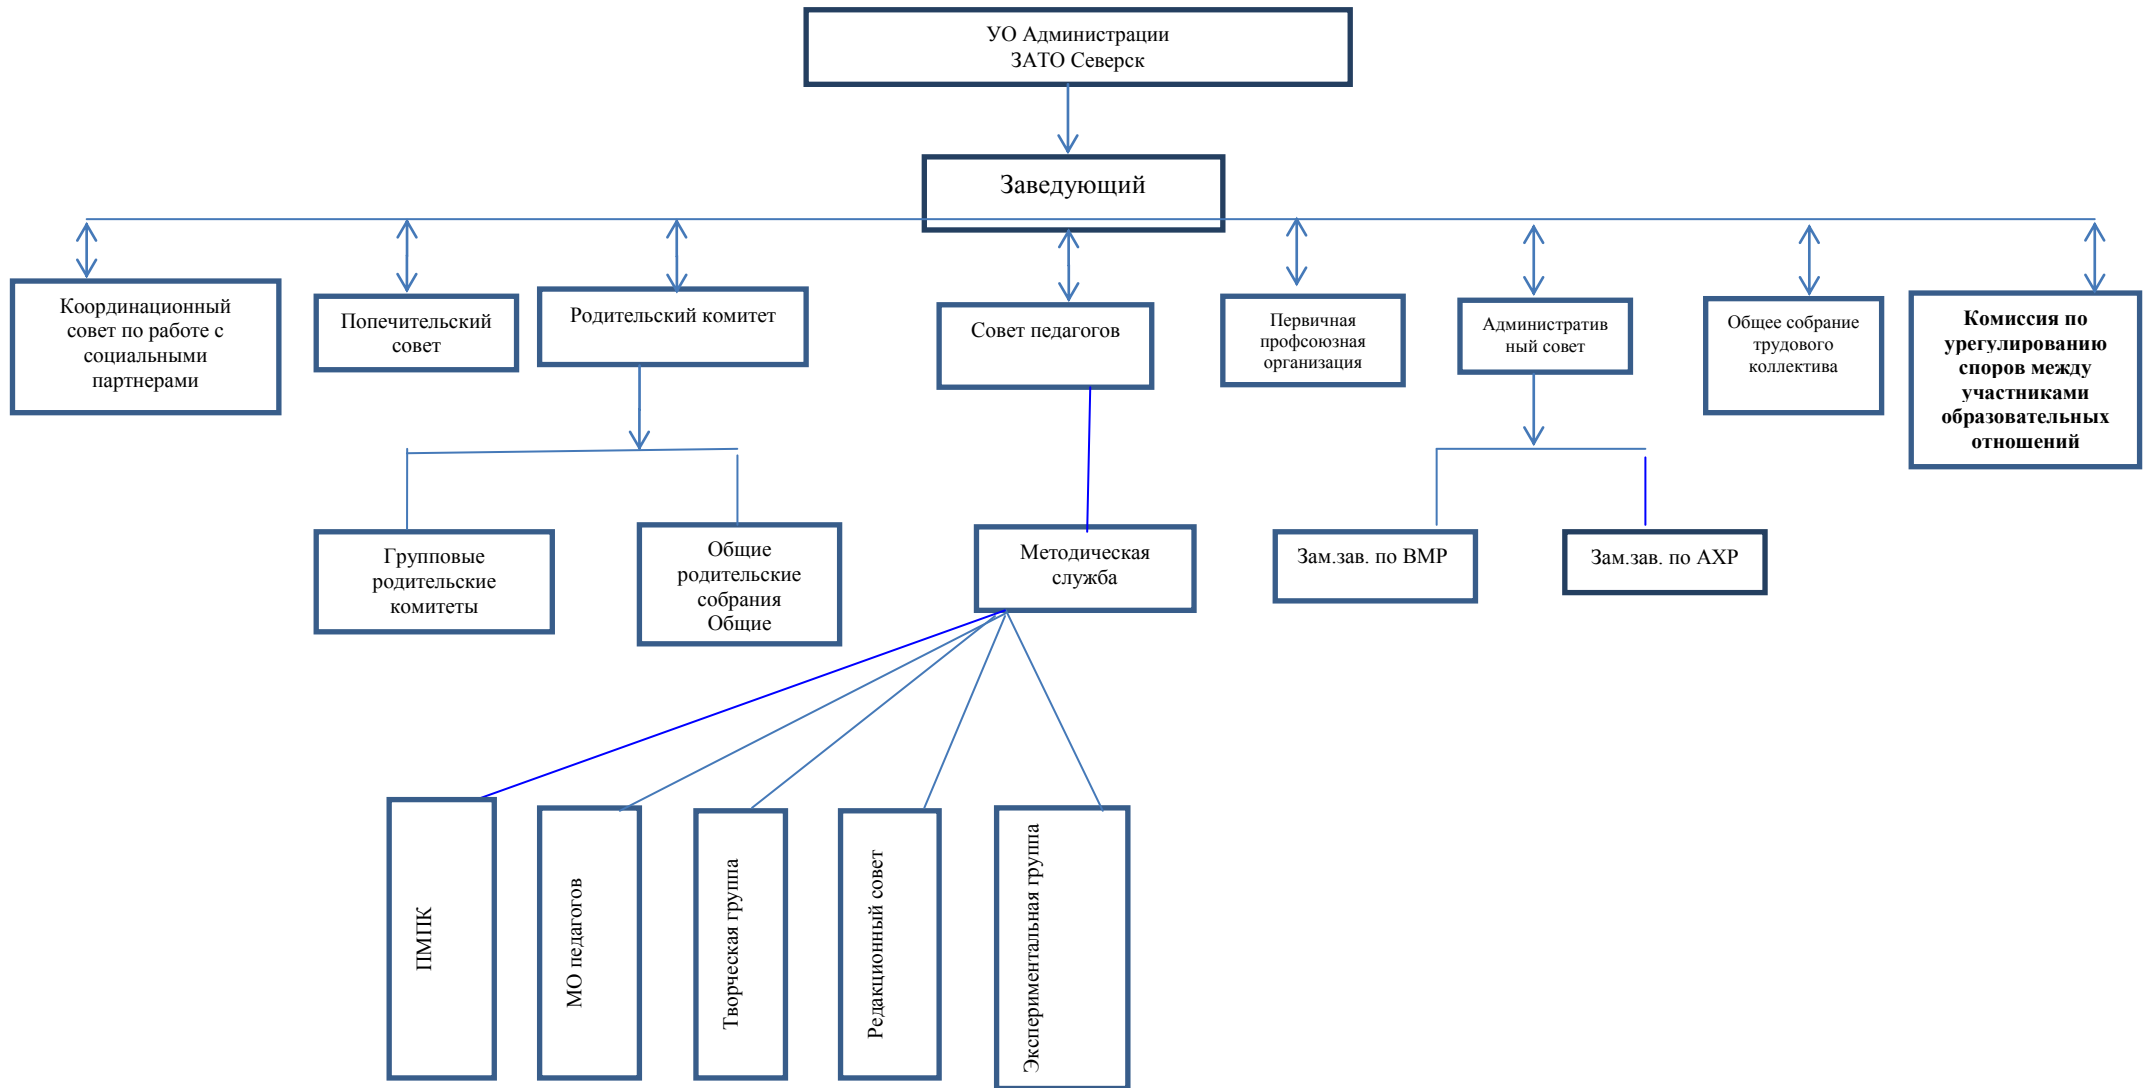 УО Администрации
ЗАТО Северск
Заведующий
Координационный
совет по работе с
социальными
партнерами
Попечительский
совет
Родительский комитет
Совет педагогов
Первичная
профсоюзная
организация
Административ
ный совет
Общее собрание
трудового
коллектива
Комиссия по
урегулированию
споров между
участниками
образовательных
отношений
Групповые
родительские
комитеты
Общие
родительские
собрания
Общие
Методическая
служба
Зам.зав. по ВМР
Зам.зав. по АХР
ПМПК
МО педагогов
Творческая группа
Редакционный совет
Экспериментальная группа